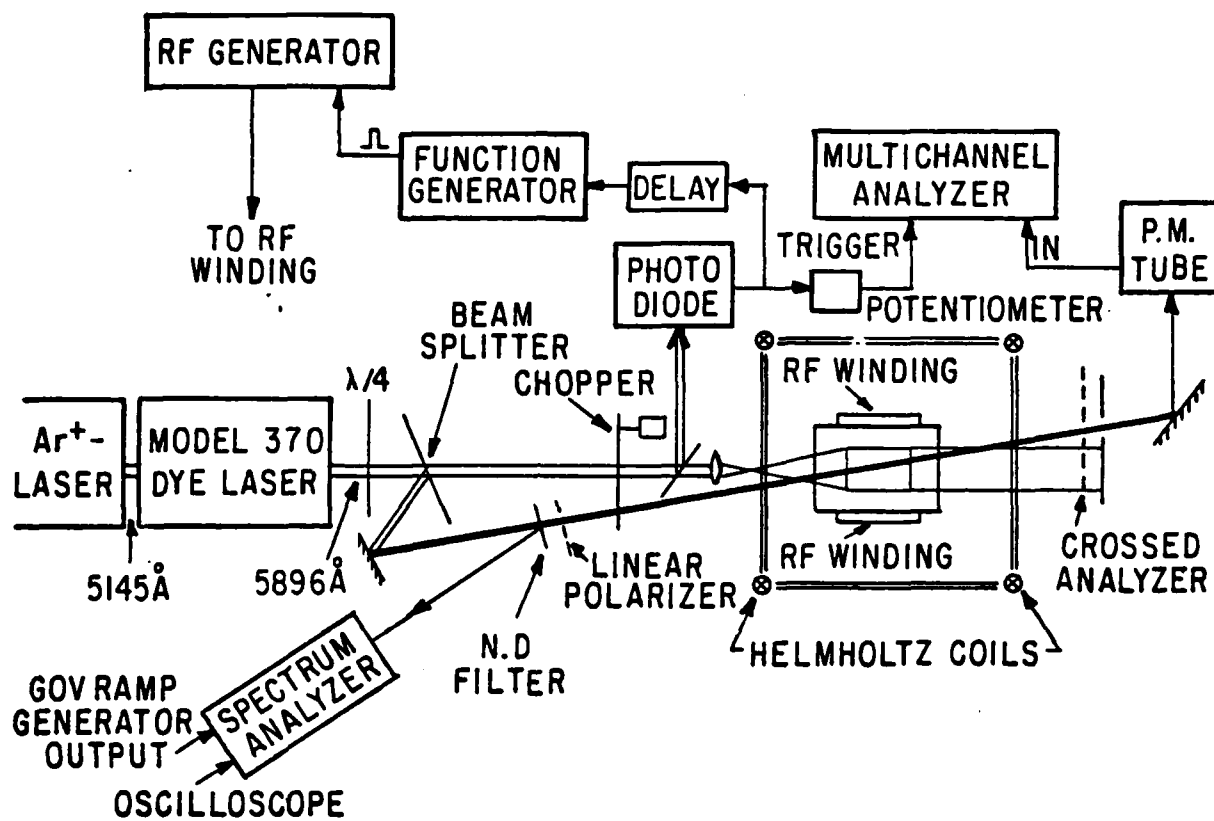 RF GENERATOR
FUNCTION
GENERATOR
DELAY
MULTICHANNEL
ANALYZER
TO RF
WINDING
TRIGGER
IN
P.M.
TUBE
PHOTO
DIODE
POTENTIOMETER
BEAM
SPLITTER
CHOPPER
λ/4
RF WINDING
Ar⁺-
LASER
MODEL 370
DYE LASER
RF WINDING
CROSSED
ANALYZER
5145Å
5896Å
LINEAR
POLARIZER
HELMHOLTZ COILS
N.D
FILTER
SPECTRUM
ANALYZER
GOV RAMP
GENERATOR
OUTPUT
OSCILLOSCOPE